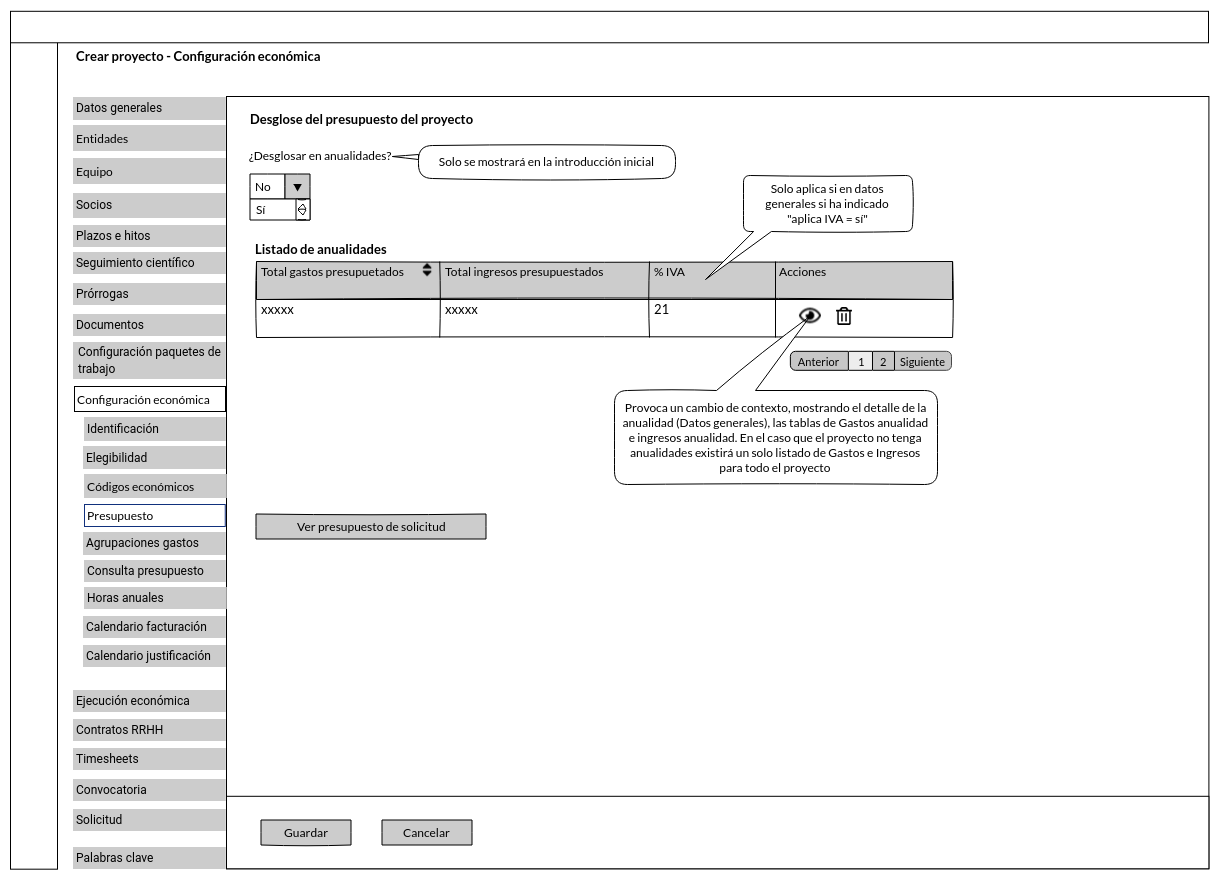 Crear proyecto - Configuración económica
Datos generales
Entidades
Equipo
Socios
Plazos e hitos
Seguimiento científico
Prórrogas
Documentos
Configuración paquetes de
trabajo
Configuración económica
Identificación
Elegibilidad
Códigos económicos
Presupuesto
Agrupaciones gastos
Consulta presupuesto
Horas anuales
Calendario facturación
Calendario justificación
Ejecución económica
Contratos RRHH
Timesheets
Convocatoria
Solicitud
Palabras clave
Desglose del presupuesto del proyecto
¿Desglosar en anualidades?
Solo se mostrará en la introducción inicial
No
Sí
Solo aplica si en datos
generales si ha indicado
"aplica IVA = sí"
Listado de anualidades
Total gastos presupuetados
Total ingresos presupuestados
% IVA
Acciones
xxxxx
xxxxx
21
Anterior
1
2
Siguiente
Provoca un cambio de contexto, mostrando el detalle de la
anualidad (Datos generales), las tablas de Gastos anualidad
e ingresos anualidad. En el caso que el proyecto no tenga
anualidades existirá un solo listado de Gastos e Ingresos
para todo el proyecto
Ver presupuesto de solicitud
Guardar
Cancelar